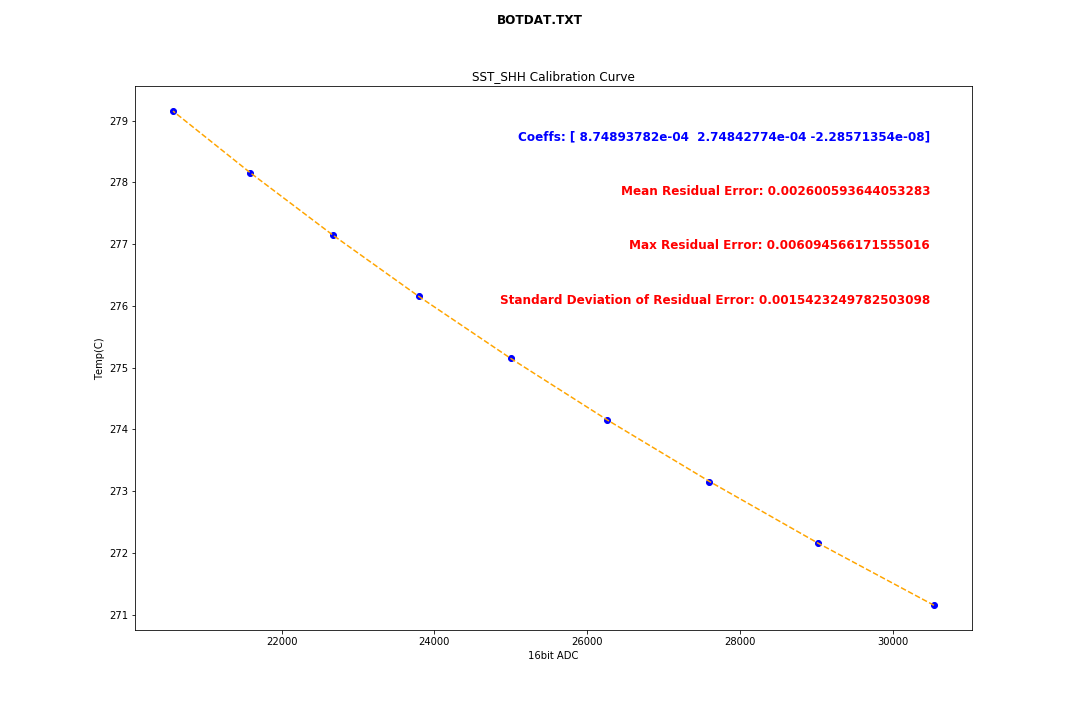 BOTDAT.TXT
SST_SHH Calibration Curve
Coeffs: [ 8.74893782e-04  2.74842774e-04 -2.28571354e-08]
Mean Residual Error: 0.002600593644053283
Max Residual Error: 0.006094566171555016
Standard Deviation of Residual Error: 0.0015423249782503098
279
278
277
276
275
274
273
272
271
Temp(C)
22000 24000 26000 28000 30000
16bit ADC